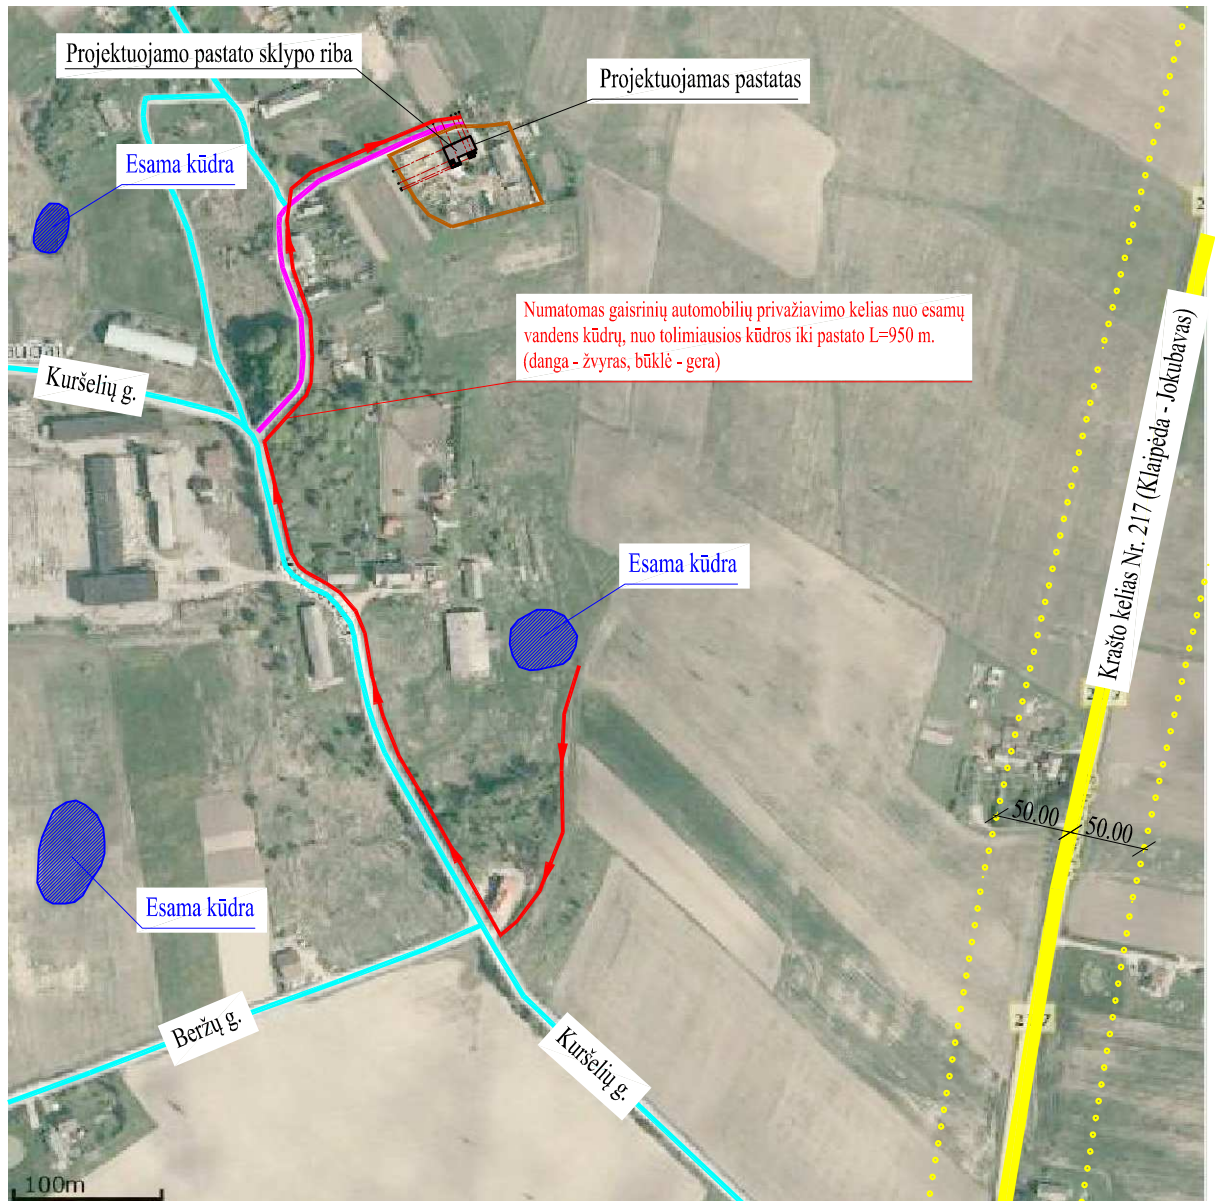 Projektuojamo pastato sklypo riba
Projektuojamas pastatas
Esama kūdra
Numatomas gaisrinių automobilių privažiavimo kelias nuo esamų
vandens kūdrų, nuo tolimiausios kūdros iki pastato L=950 m.
(danga - žvyras, būklė - gera)
Kuršelių g.
Krašto kelias Nr. 217 (Klaipėda - Jokubavas)
Esama kūdra
50.00
50.00
Esama kūdra
Beržų g.
Kuršelių g.
100m